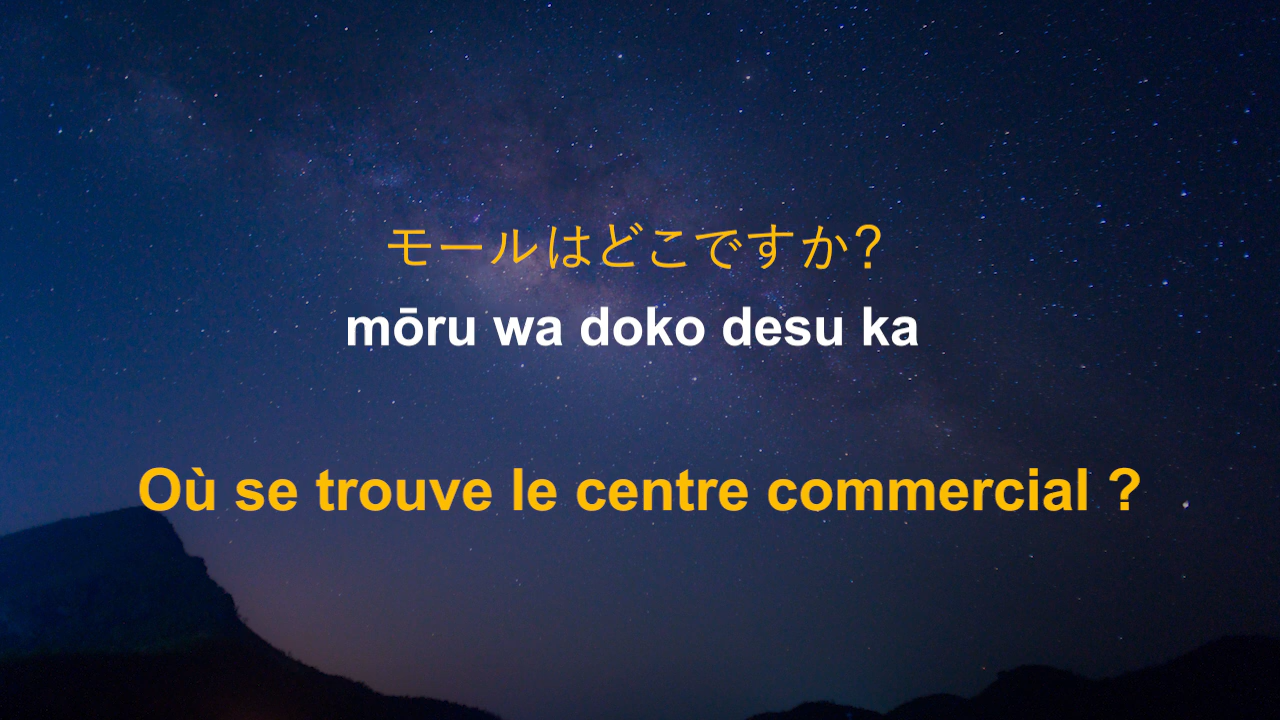 モールはどこですか?
mōru wa doko desu ka
Où se trouve le centre commercial ?